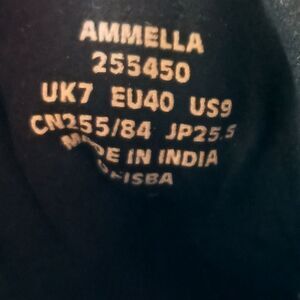 AMMELLA
255450
UK7 EU40 US9
CN255/84 JP25.5
MADE IN INDIA